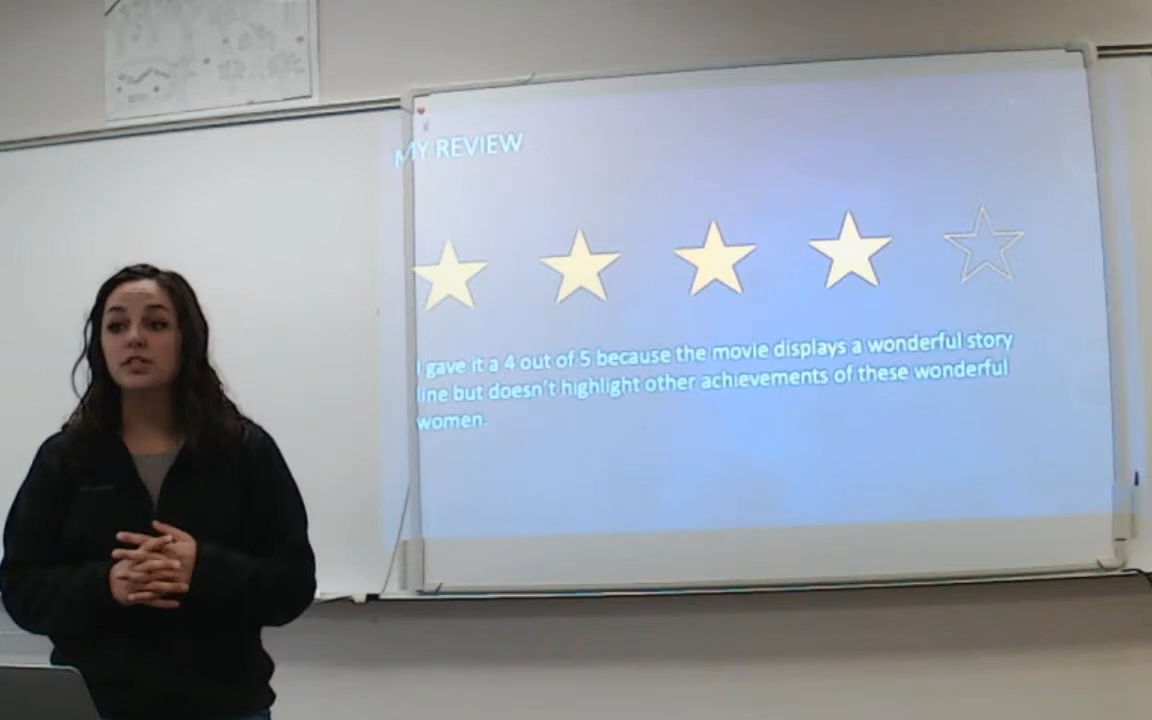 MY REVIEW
I gave it a 4 out of 5 because the movie displays a wonderful story
line but doesn't highlight other achievements of these wonderful
women.